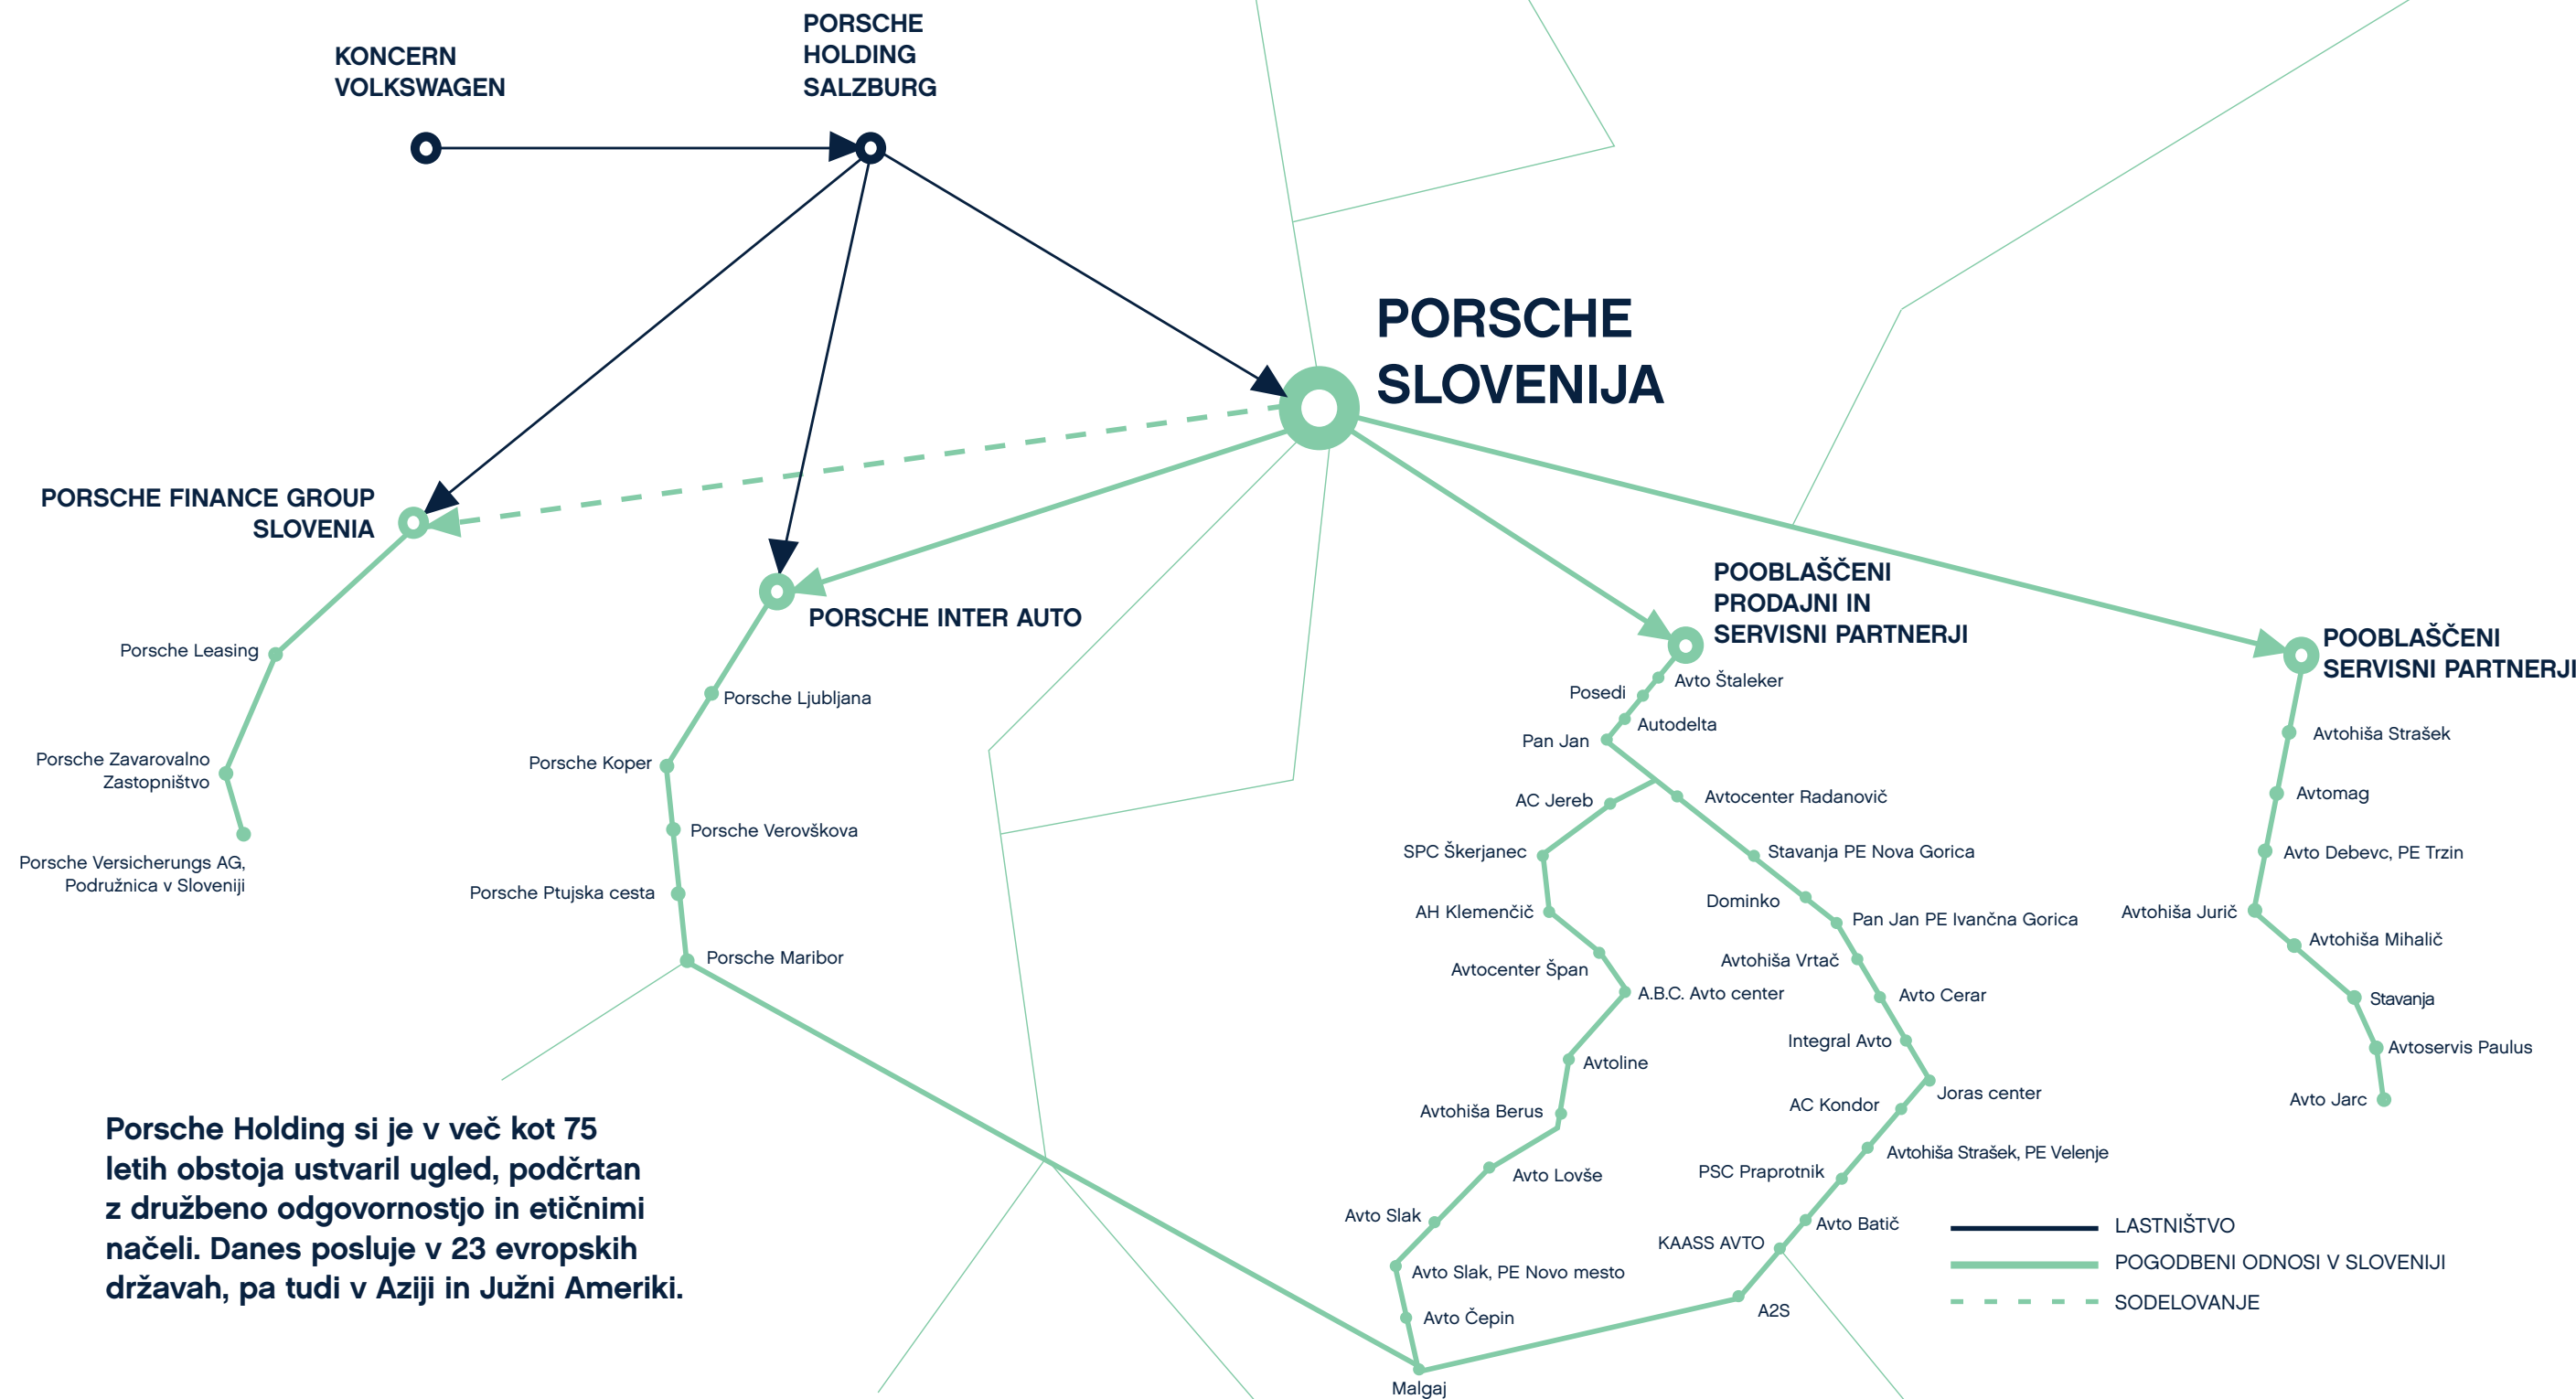 KONCERN
VOLKSWAGEN
PORSCHE
HOLDING
SALZBURG
PORSCHE
SLOVENIJA
PORSCHE FINANCE GROUP
SLOVENIA
Porsche Leasing
Porsche Zavarovalno
Zastopništvo
Porsche Versicherungs AG,
Podružnica v Sloveniji
PORSCHE INTER AUTO
Porsche Ljubljana
Porsche Koper
Porsche Verovškova
Porsche Ptujska cesta
Porsche Maribor
POOBLAŠČENI
PRODAJNI IN
SERVISNI PARTNERJI
Avto Štaleker
Posedi
Autodelta
Pan Jan
AC Jereb
SPC Škerjanec
AH Klemenčič
Avtocenter Špan
A.B.C. Avto center
Avtoline
Avtohiša Berus
Avto Lovše
Avto Slak
Avto Slak, PE Novo mesto
Avto Čepin
Malgaj
Avtocenter Radanovič
Stavanja PE Nova Gorica
Dominko
Pan Jan PE Ivančna Gorica
Avtohiša Vrtač
Avto Cerar
Integral Avto
Joras center
AC Kondor
Avtohiša Strašek, PE Velenje
PSC Praprotnik
Avto Batič
KAASS AVTO
A2S
POOBLAŠČENI
SERVISNI PARTNERJI
Avtohiša Strašek
Avtomag
Avto Debevc, PE Trzin
Avtohiša Jurič
Avtohiša Mihalič
Stavanja
Avtoservis Paulus
Avto Jarc
Porsche Holding si je v več kot 75
letih obstoja ustvaril ugled, podčrtan
z družbeno odgovornostjo in etičnimi
načeli. Danes posluje v 23 evropskih
državah, pa tudi v Aziji in Južni Ameriki.
LASTNIŠTVO
POGODBENI ODNOSI V SLOVENIJI
SODELOVANJE